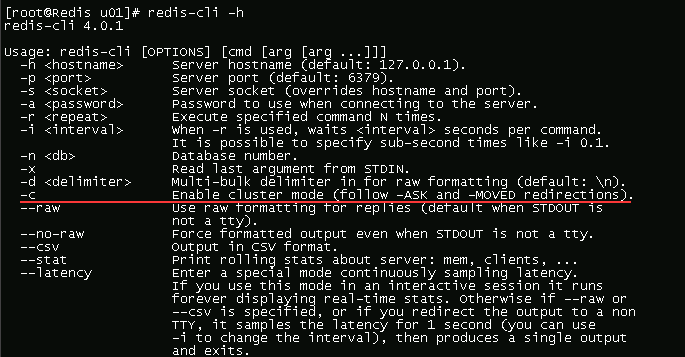 [root@Redis u01]# redis-cli -h
redis-cli 4.0.1
Usage: redis-cli [OPTIONS] [cmd [arg [arg ...]]]
-h <hostname> Server hostname (default: 127.0.0.1).
-p <port> Server port (default: 6379).
-s <socket> Server socket (overrides hostname and port).
-a <password> Password to use when connecting to the server.
-r <repeat> Execute specified command N times.
-i <interval> When -r is used, waits <interval> seconds per command.
It is possible to specify sub-second times like -i 0.1.
-n <db> Database number.
-x Read last argument from STDIN.
-d <delimiter> Multi-bulk delimiter in for raw formatting (default: \n).
-c Enable cluster mode (follow -ASK and -MOVED redirections).
--raw Use raw formatting for replies (default when STDOUT is
not a tty).
--no-raw Force formatted output even when STDOUT is not a tty.
--csv Output in CSV format.
--stat Print rolling stats about server: mem, clients, ...
--latency Enter a special mode continuously sampling latency.
If you use this mode in an interactive session it runs
forever displaying real-time stats. Otherwise if --raw or
--csv is specified, or if you redirect the output to a non
TTY, it samples the latency for 1 second (you can use
-i to change the interval), then produces a single output
and exits.